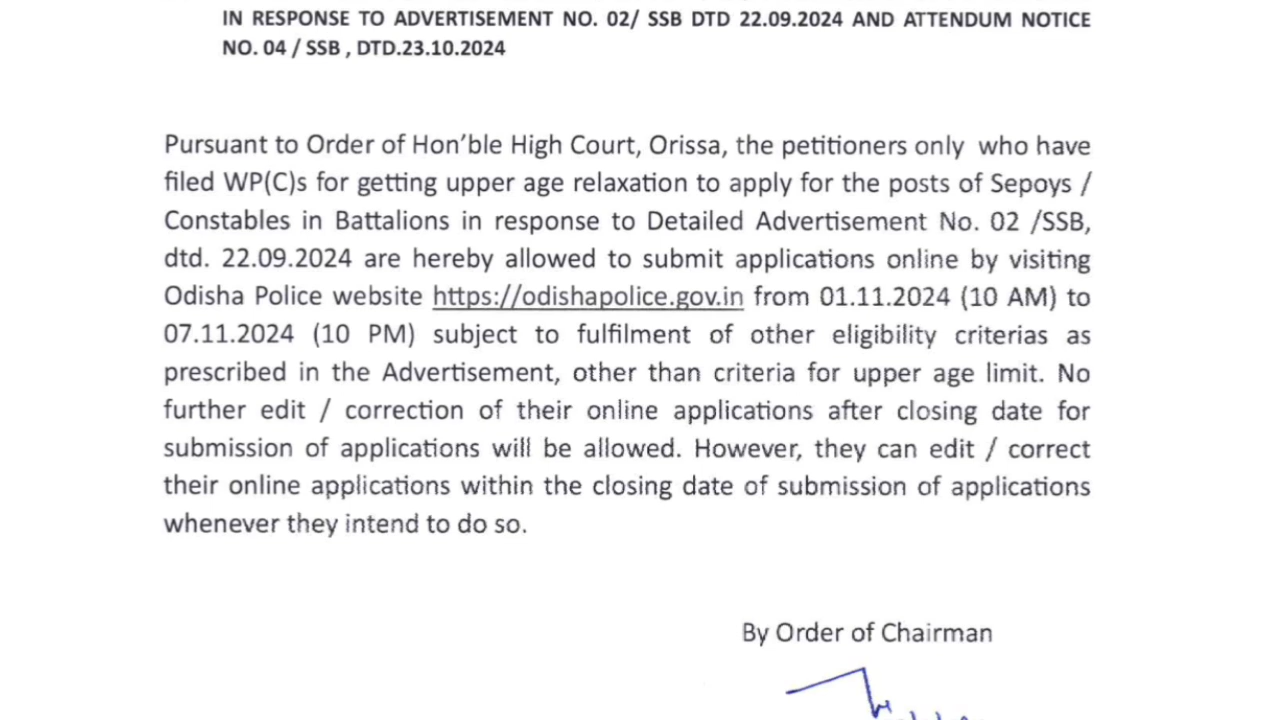 IN RESPONSE TO ADVERTISEMENT NO. 02/ SSB DTD 22.09.2024 AND ATTENDUM NOTICE
NO. 04 / SSB , DTD.23.10.2024
Pursuant to Order of Hon’ble High Court, Orissa, the petitioners only who have
filed WP(C)s for getting upper age relaxation to apply for the posts of Sepoys /
Constables in Battalions in response to Detailed Advertisement No. 02 /SSB,
dtd. 22.09.2024 are hereby allowed to submit applications online by visiting
Odisha Police website https://odishapolice.gov.in from 01.11.2024 (10 AM) to
07.11.2024 (10 PM) subject to fulfilment of other eligibility criterias as
prescribed in the Advertisement, other than criteria for upper age limit. No
further edit / correction of their online applications after closing date for
submission of applications will be allowed. However, they can edit / correct
their online applications within the closing date of submission of applications
whenever they intend to do so.
By Order of Chairman